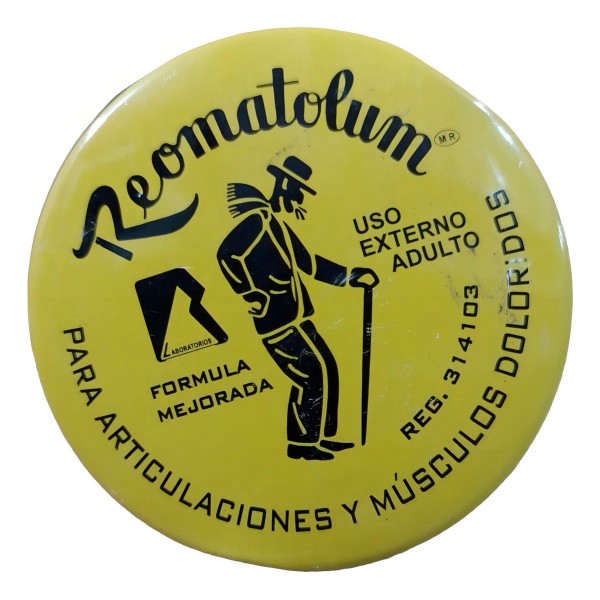 Reomatolum
MR
USO
EXTERNO
ADULTO
LABORATORIOS
FORMULA
MEJORADA
REG. 314103
PARA ARTICULACIONES Y MÚSCULOS DOLORIDOS